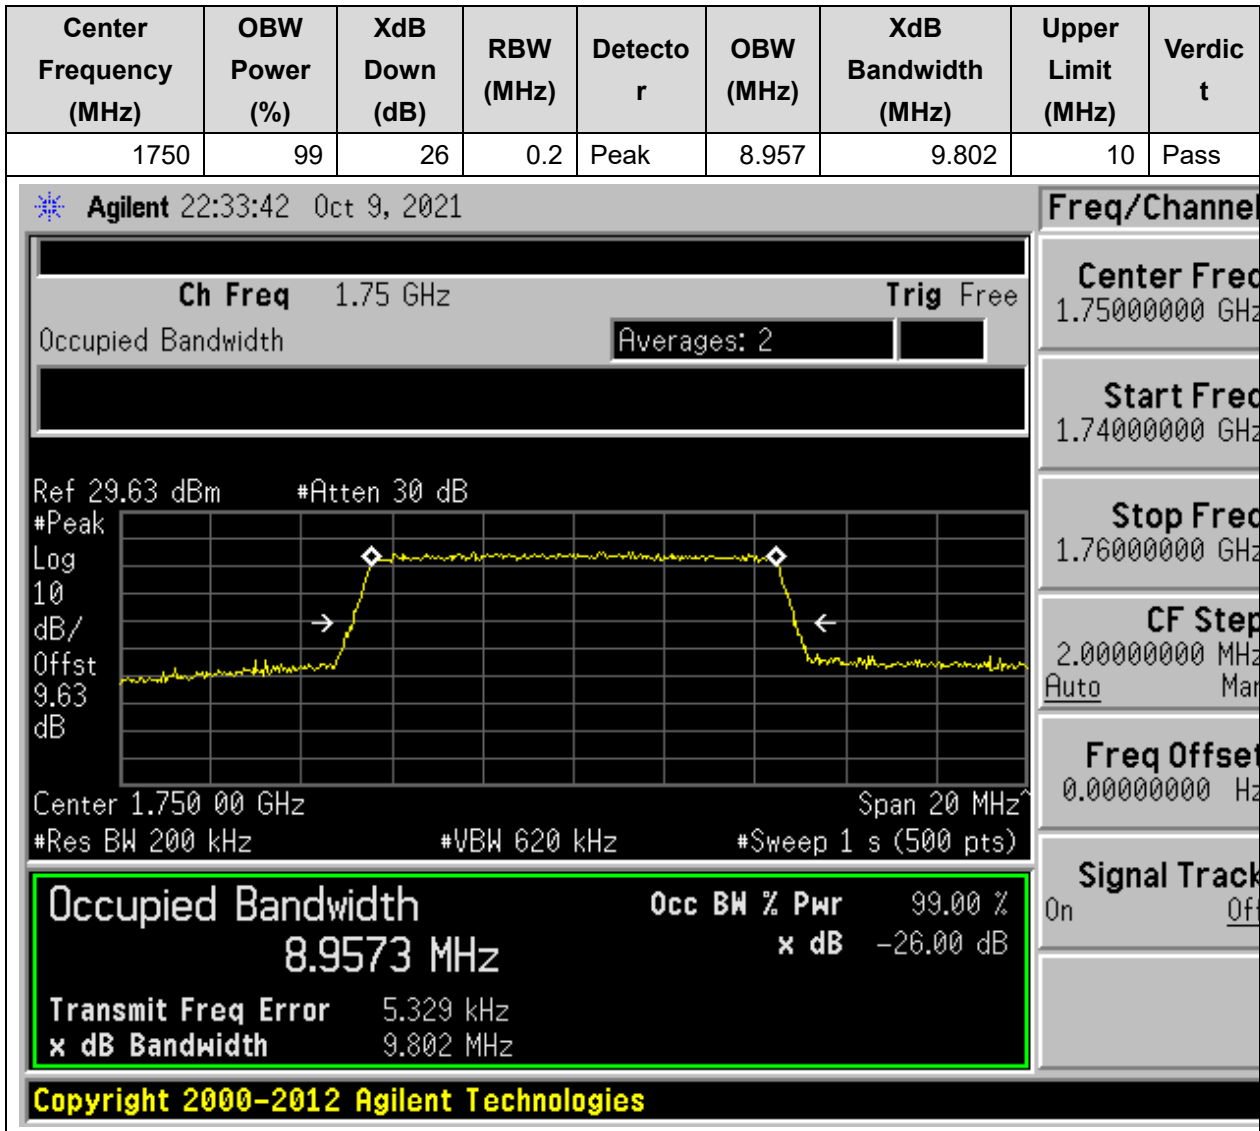 Center Frequency (MHz) OBW Power (%) XdB Down (dB) RBW (MHz) Detecto r OBW (MHz) XdB Bandwidth (MHz) Upper Limit (MHz) Verdic t
1750 99 26 0.2 Peak 8.957 9.802 10 Pass
Agilent 22:33:42 Oct 9, 2021
Freq/Channel
Ch Freq 1.75 GHz Trig Free
Occupied Bandwidth Averages: 2
Center Freq
1.75000000 GHz
Start Freq
1.74000000 GHz
Stop Freq
1.76000000 GHz
CF Step
2.00000000 MHz
Auto Man
Freq Offset
0.00000000 Hz
Signal Track
On Off
Ref 29.63 dBm #Atten 30 dB
#Peak
Log
10
dB/
Offst
9.63
dB
Center 1.750 00 GHz Span 20 MHz^
#Res BW 200 kHz #VBW 620 kHz #Sweep 1 s (500 pts)
Occupied Bandwidth Occ BW % Pwr 99.00 %
8.9573 MHz x dB -26.00 dB
Transmit Freq Error 5.329 kHz
x dB Bandwidth 9.802 MHz
Copyright 2000-2012 Agilent Technologies